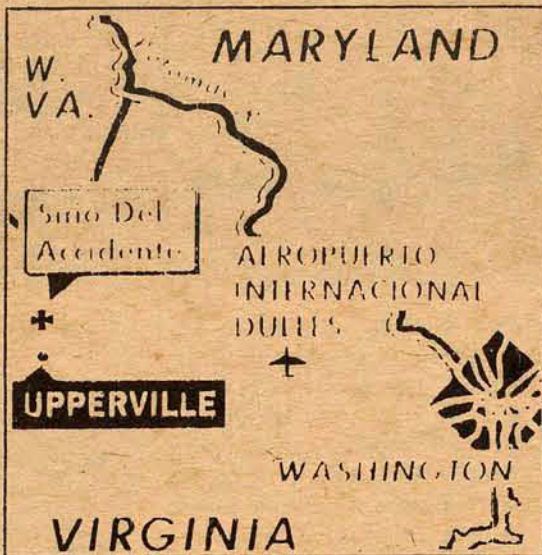 MARYLAND
W.
VA.
Sitio Del
Accidente
AEROPUERTO
INTERNACIONAL
DULLES
UPPERVILLE
WASHINGTON
VIRGINIA